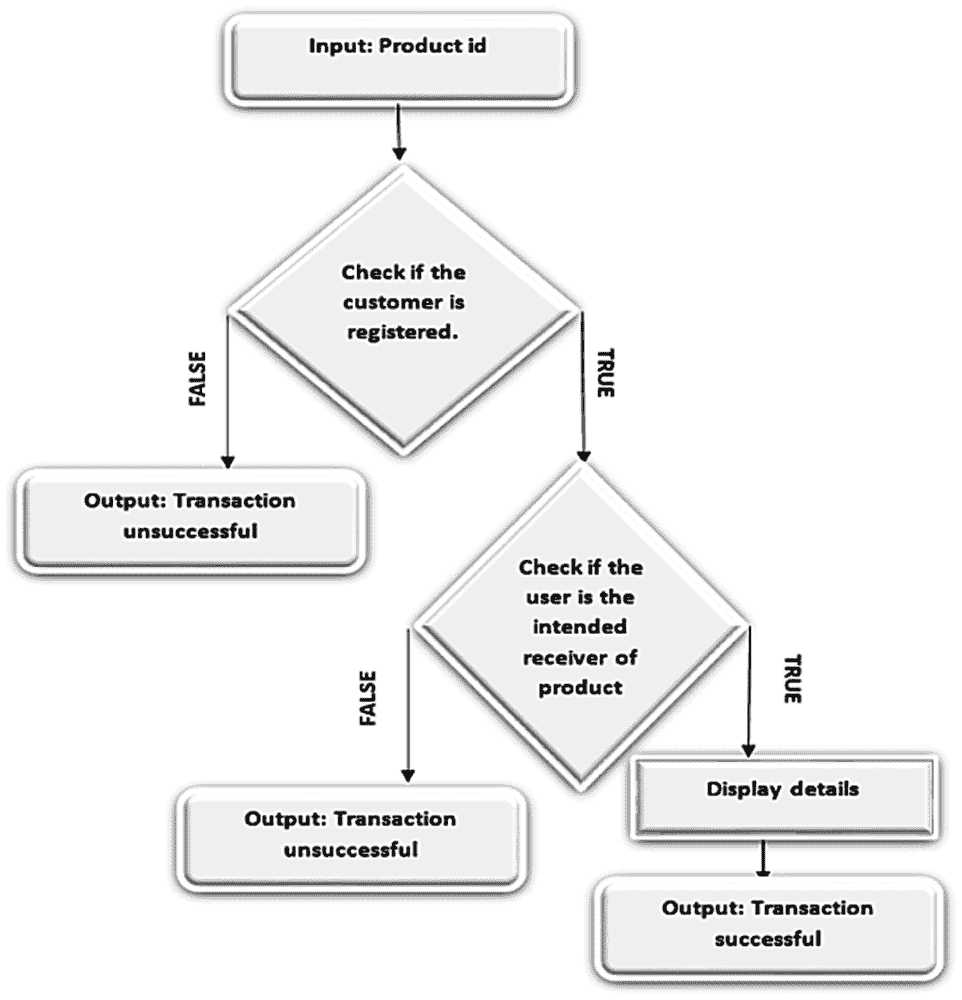 Input: Product id
Check if the
customer is
registered.
FALSE
TRUE
Output: Transaction
unsuccessful
Check if the
user is the
intended
receiver of
product
FALSE
TRUE
Output: Transaction
unsuccessful
Display details
Output: Transaction
successful